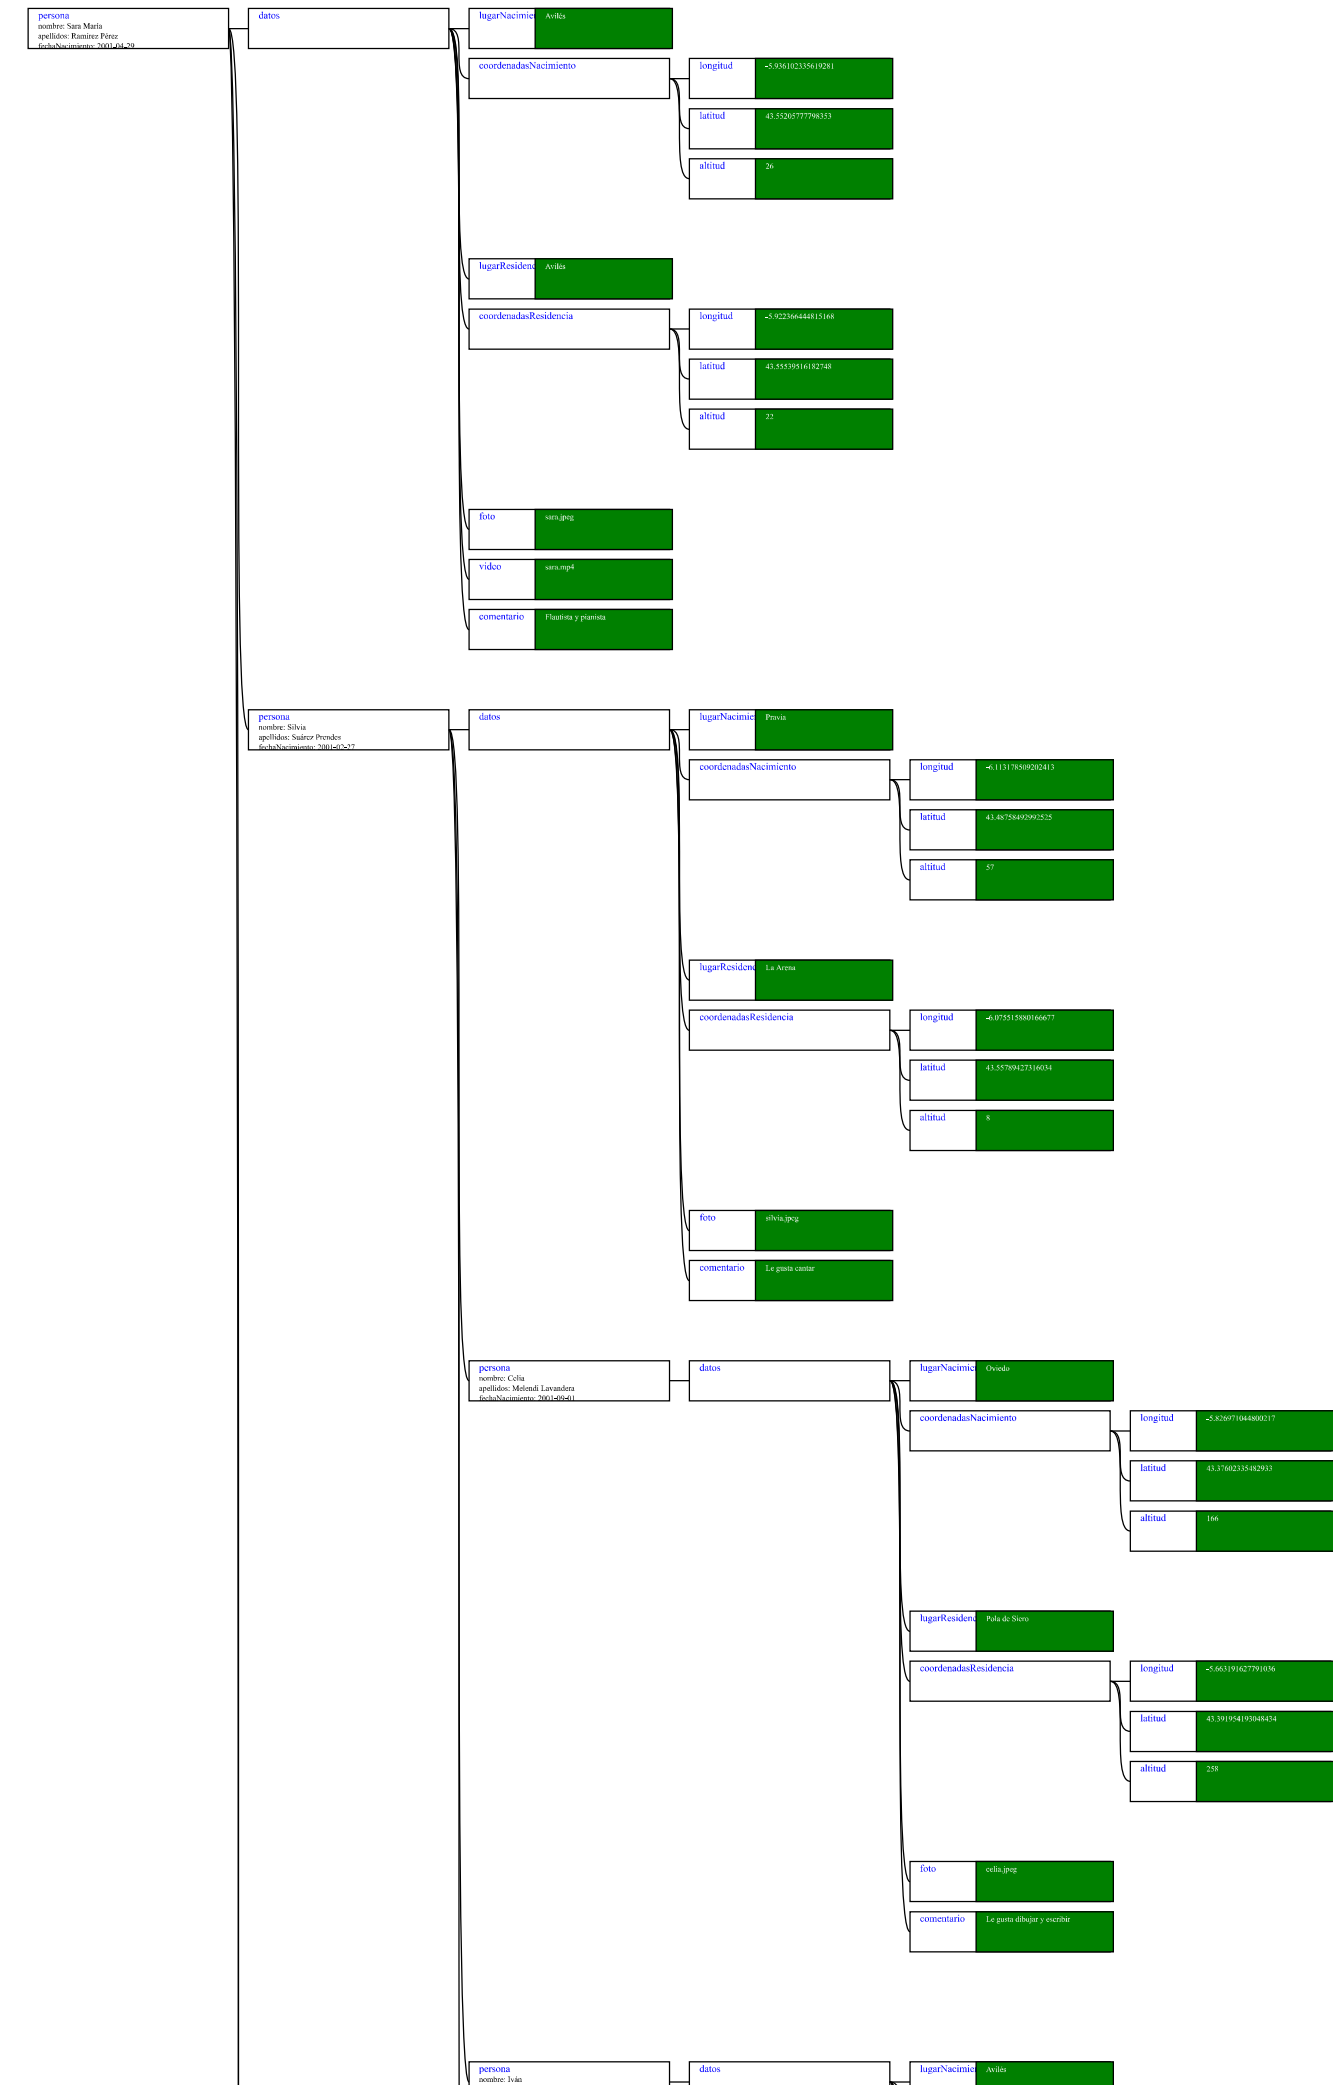 persona
nombre: Sara María
apellidos: Ramírez Pérez
fechaNacimiento: 2001-04-29
datos
lugarNacimie
Avilés
coordenadasNacimiento
longitud
-5.936102335619281
latitud
43.55205777798353
altitud
26
lugarResidenc
Avilés
coordenadasResidencia
longitud
-5.922366444815168
latitud
43.55539516182748
altitud
22
foto
sara.jpeg
video
sara.mp4
comentario
Flautista y pianista
persona
nombre: Silvia
apellidos: Suárez Prendes
fechaNacimiento: 2001-02-27
datos
lugarNacimie
Pravia
coordenadasNacimiento
longitud
-6.113178509202413
latitud
43.48758492992525
altitud
57
lugarResidenc
La Arena
coordenadasResidencia
longitud
-6.075515880166677
latitud
43.55789427316034
altitud
8
foto
silvia.jpeg
comentario
Le gusta cantar
persona
nombre: Celia
apellidos: Melendi Lavandera
fechaNacimiento: 2001-09-01
datos
lugarNacimie
Oviedo
coordenadasNacimiento
longitud
-5.826971044800217
latitud
43.37602335482933
altitud
166
lugarResidenc
Pola de Siero
coordenadasResidencia
longitud
-5.663191627791036
latitud
43.391954193048434
altitud
258
foto
celia.jpeg
comentario
Le gusta dibujar y escribir
persona
nombre: Iván
datos
lugarNacimie
Avilés